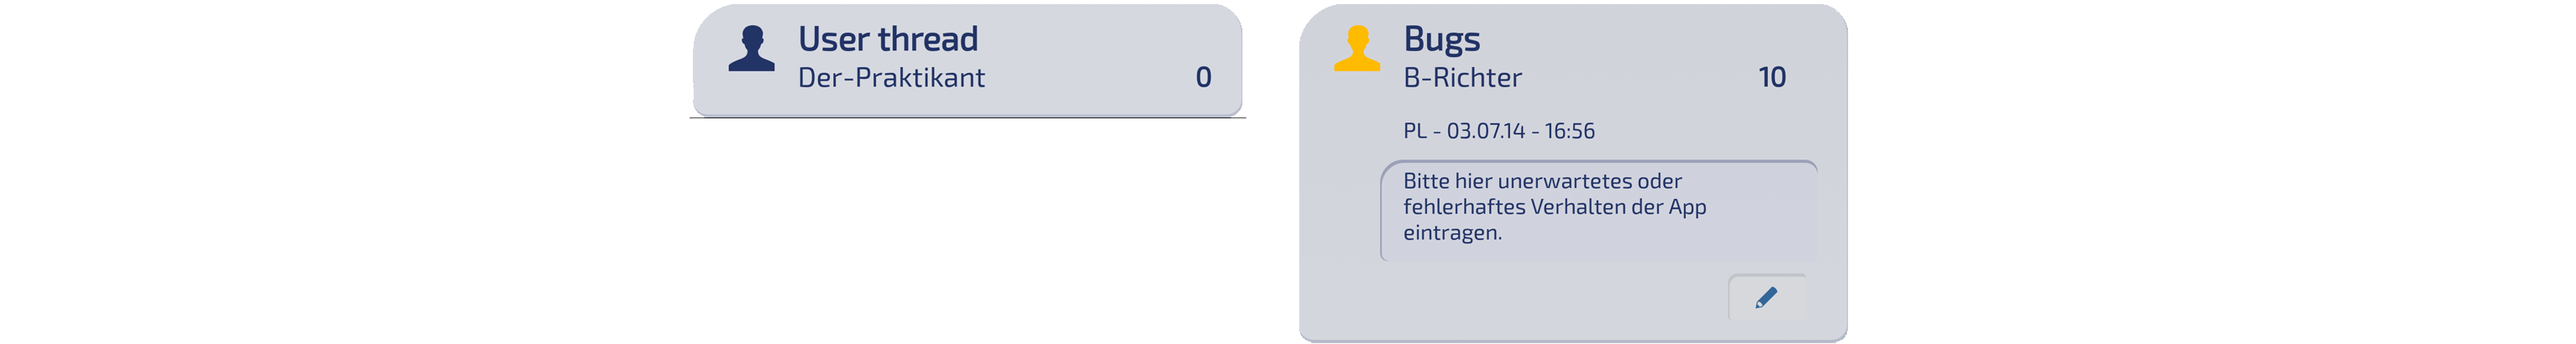 User thread
Der-Praktikant 0
Bugs
B-Richter 10
PL - 03.07.14 - 16:56
Bitte hier unerwartetes oder
fehlerhaftes Verhalten der App
eintragen.